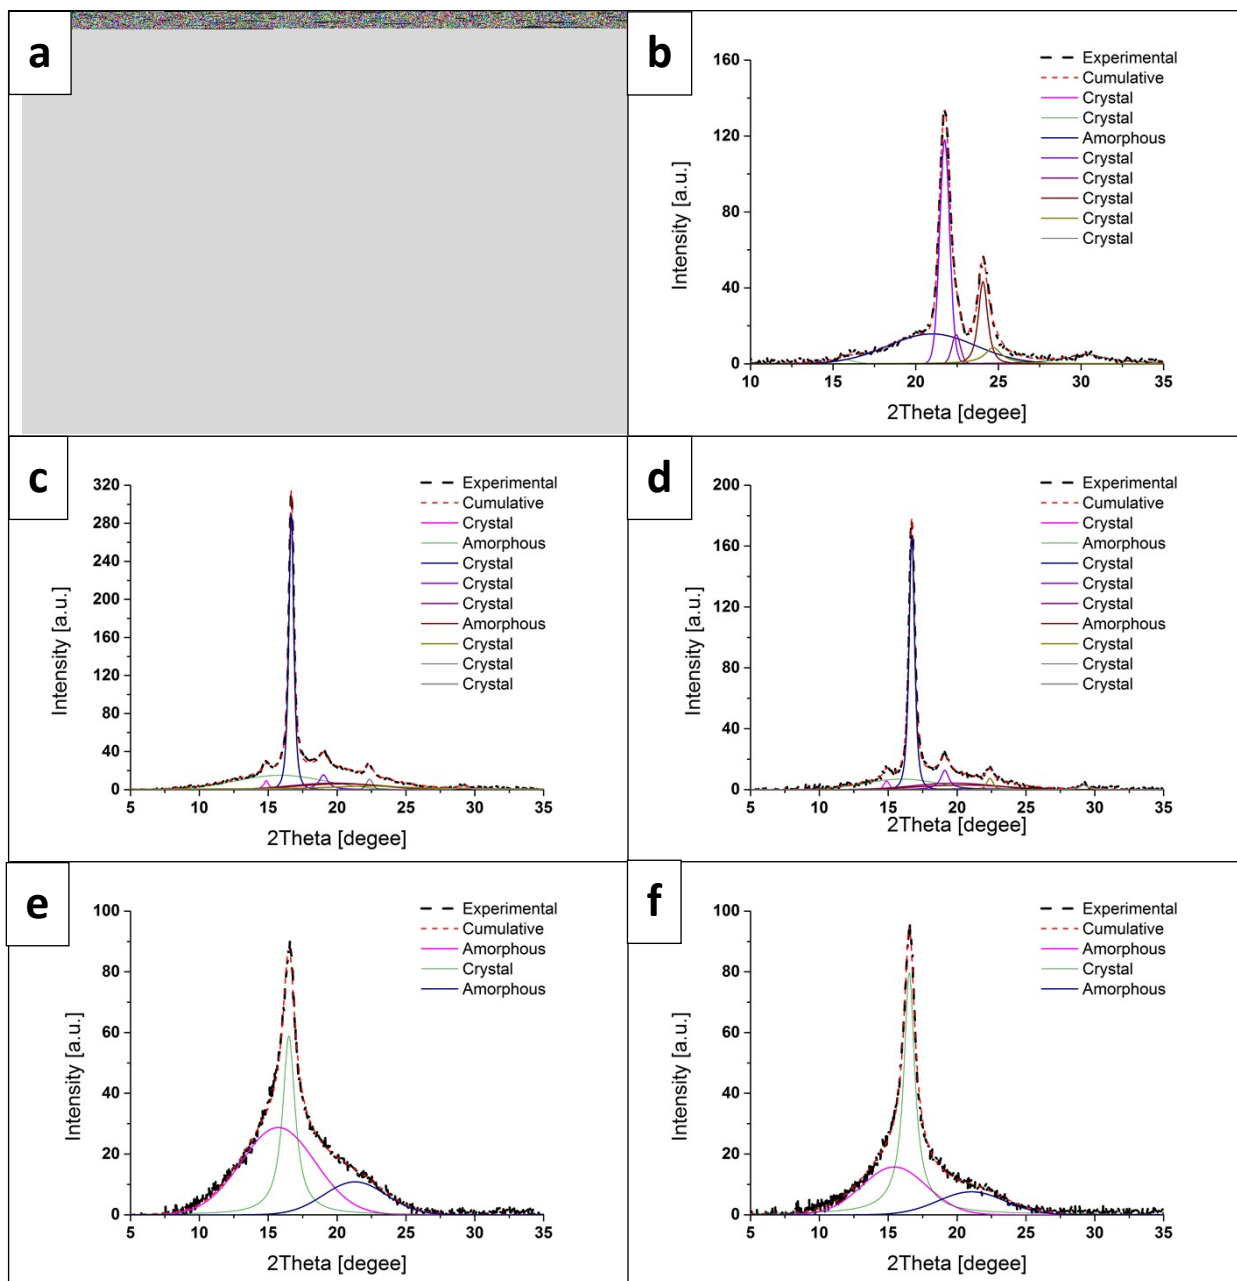 a
b
160
120
80
40
0
Intensity [a.u.]
10 15 20 25 30 35
2Theta [degee]
Experimental
Cumulative
Crystal
Crystal
Amorphous
Crystal
Crystal
Crystal
Crystal
Crystal
c
320
280
240
200
160
120
80
40
0
Intensity [a.u.]
5 10 15 20 25 30 35
2Theta [degee]
Experimental
Cumulative
Crystal
Amorphous
Crystal
Crystal
Crystal
Amorphous
Crystal
Crystal
Crystal
d
200
160
120
80
40
0
Intensity [a.u.]
5 10 15 20 25 30 35
2Theta [degee]
Experimental
Cumulative
Crystal
Amorphous
Crystal
Crystal
Crystal
Amorphous
Crystal
Crystal
Crystal
e
100
80
60
40
20
0
Intensity [a.u.]
5 10 15 20 25 30 35
2Theta [degee]
Experimental
Cumulative
Amorphous
Crystal
Amorphous
f
100
80
60
40
20
0
Intensity [a.u.]
5 10 15 20 25 30 35
2Theta [degee]
Experimental
Cumulative
Amorphous
Crystal
Amorphous